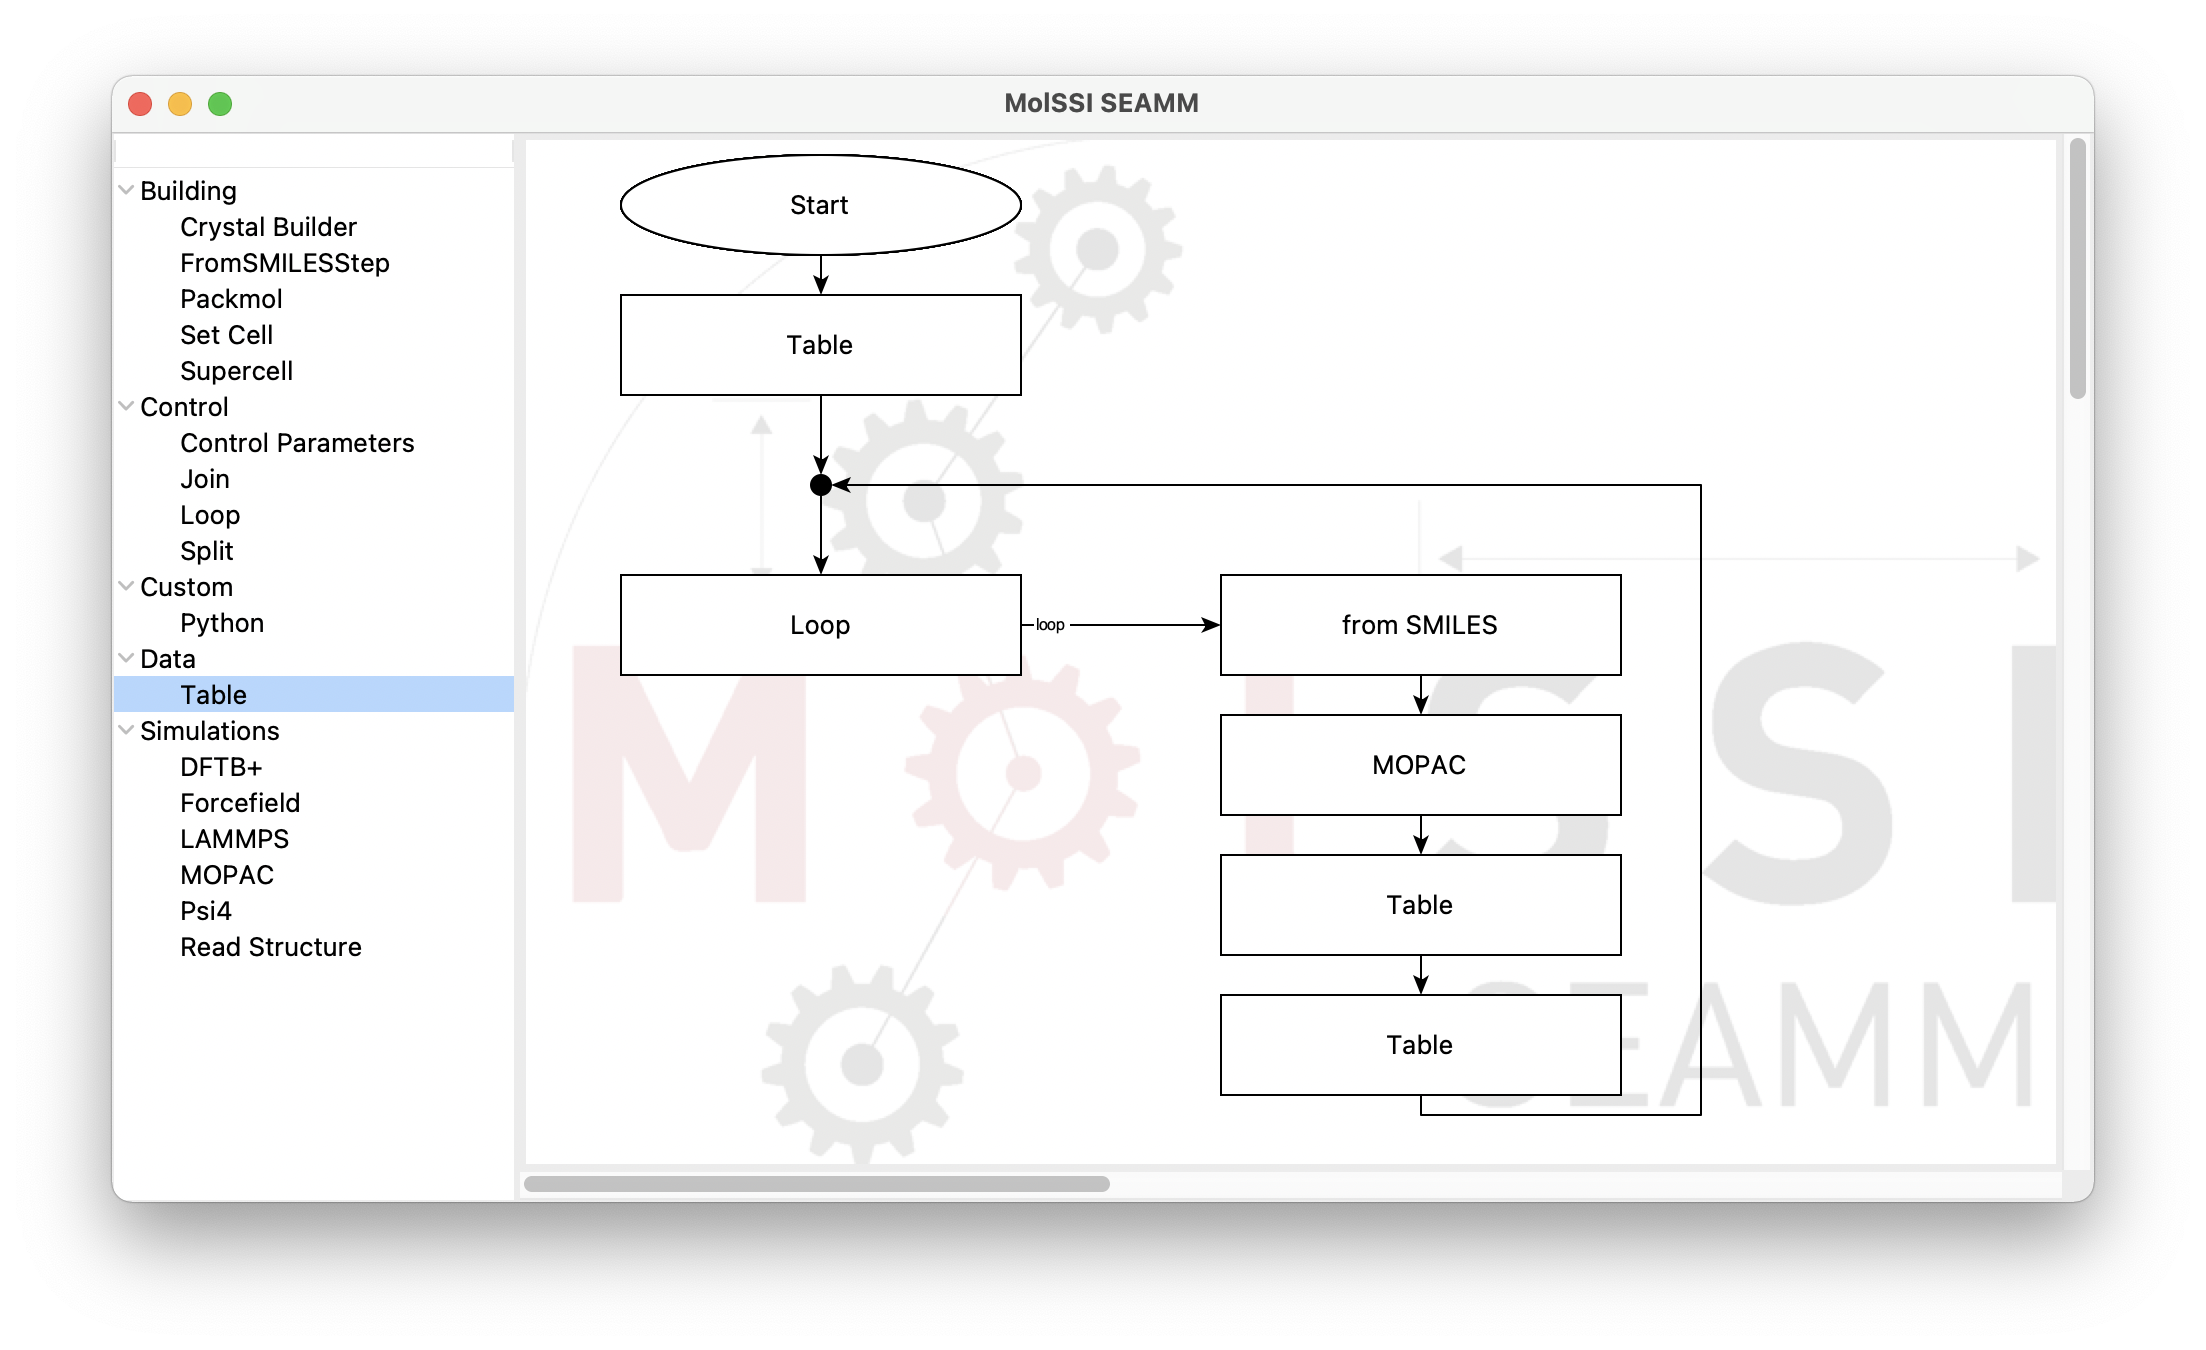 MolSSI SEAMM
Building
Crystal Builder
FromSMILESStep
Packmol
Set Cell
Supercell
Control
Control Parameters
Join
Loop
Split
Custom
Python
Data
Table
Simulations
DFTB+
Forcefield
LAMMPS
MOPAC
Psi4
Read Structure
Start
Table
Loop
loop
from SMILES
MOPAC
Table
Table
M O l S S I
SEAMM